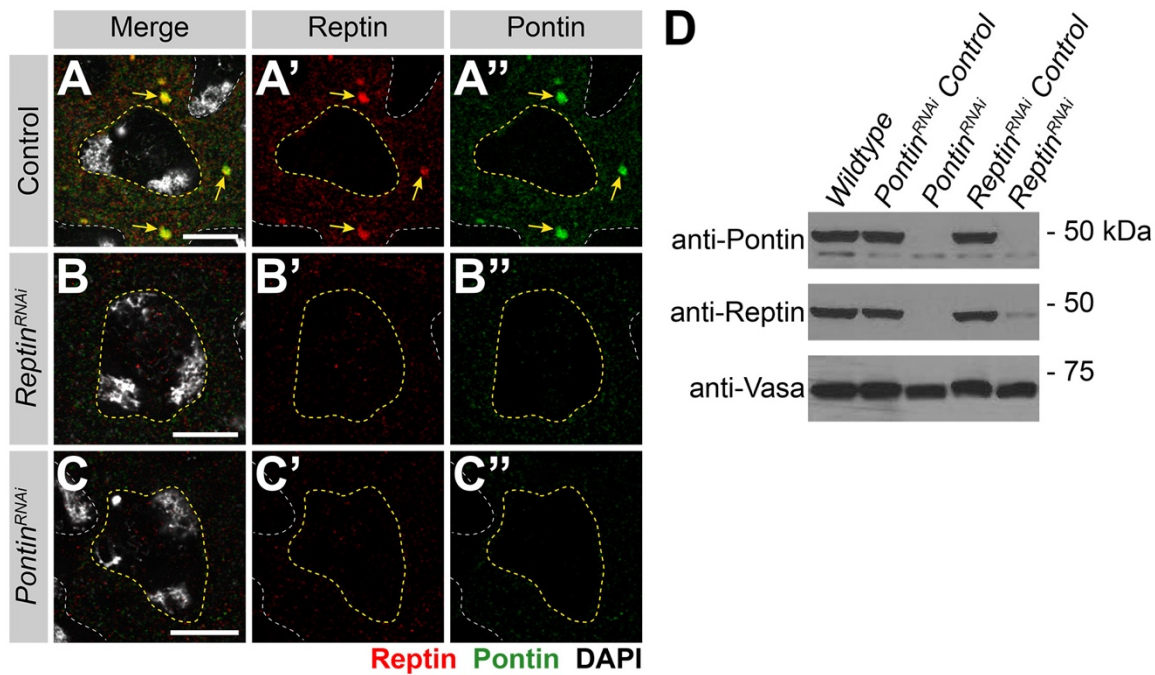 Merge Reptin Pontin
Control
A A’ A’’
Reptin^RNAi
B B’ B’’
Pontin^RNAi
C C’ C’’
Reptin Pontin DAPI
D
Wildtype
Pontin^RNAi Control
Pontin^RNAi
Reptin^RNAi Control
Reptin^RNAi
anti-Pontin - 50 kDa
anti-Reptin - 50
anti-Vasa - 75